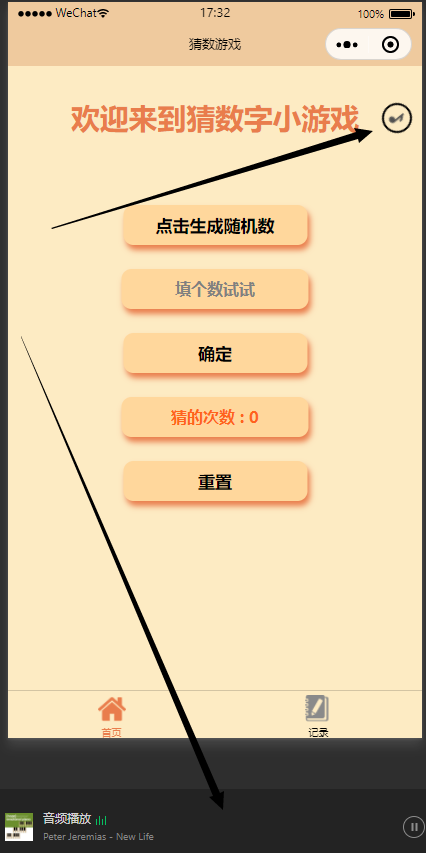 WeChat 17:32 100%
猜数游戏
欢迎来到猜数字小游戏
点击生成随机数
填个数试试
确定
猜的次数：0
重置
首页 记录
音频播放
Peter Jeremias - New Life